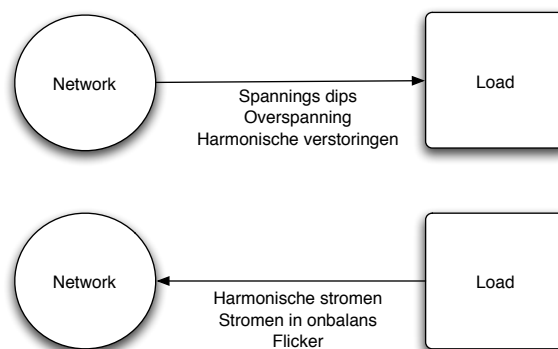 Network
Load
Spannings dips
Overspanning
Harmonische verstoringen
Network
Load
Harmonische stromen
Stromen in onbalans
Flicker